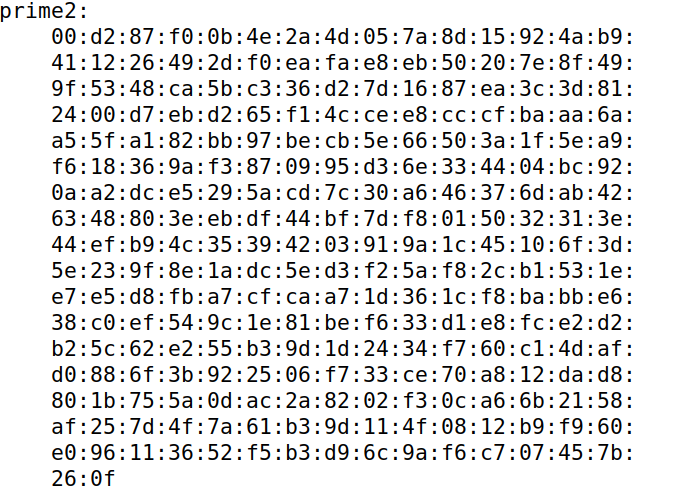 prime2:
00:d2:87:f0:0b:4e:2a:4d:05:7a:8d:15:92:4a:b9:
41:12:26:49:2d:f0:ea:fa:e8:eb:50:20:7e:8f:49:
9f:53:48:ca:5b:c3:36:d2:7d:16:87:ea:3c:3d:81:
24:00:d7:eb:d2:65:f1:4c:ce:e8:cc:cf:ba:aa:6a:
a5:5f:a1:82:bb:97:be:cb:5e:66:50:3a:1f:5e:a9:
f6:18:36:9a:f3:87:09:95:d3:6e:33:44:04:bc:92:
0a:a2:dc:e5:29:5a:cd:7c:30:a6:46:37:6d:ab:42:
63:48:80:3e:eb:df:44:bf:7d:f8:01:50:32:31:3e:
44:ef:b9:4c:35:39:42:03:91:9a:1c:45:10:6f:3d:
5e:23:9f:8e:1a:dc:5e:d3:f2:5a:f8:2c:b1:53:1e:
e7:e5:d8:fb:a7:cf:ca:a7:1d:36:1c:f8:ba:bb:e6:
38:c0:ef:54:9c:1e:81:be:f6:33:d1:e8:fc:e2:d2:
b2:5c:62:e2:55:b3:9d:1d:24:34:f7:60:c1:4d:af:
d0:88:6f:3b:92:25:06:f7:33:ce:70:a8:12:da:d8:
80:1b:75:5a:0d:ac:2a:82:02:f3:0c:a6:6b:21:58:
af:25:7d:4f:7a:61:b3:9d:11:4f:08:12:b9:f9:60:
e0:96:11:36:52:f5:b3:d9:6c:9a:f6:c7:07:45:7b:
26:0f